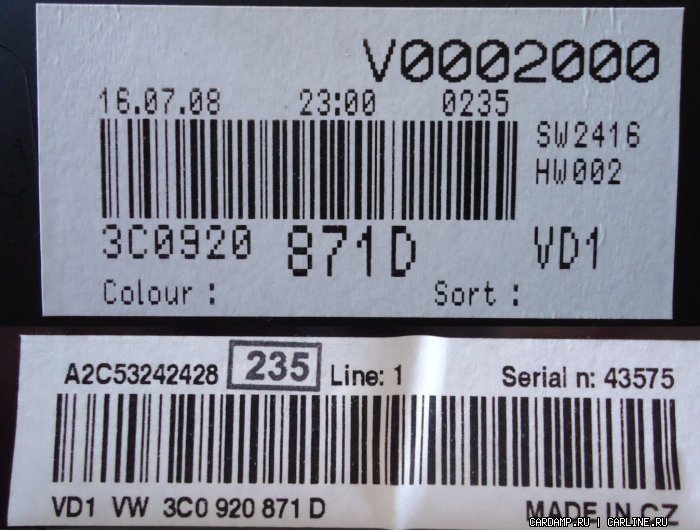 V0002000
16.07.08 23:00 0235
SW2416
HW002
3C0920 871D VD1
Colour : Sort :
A2C53242428 235 Line: 1 Serial n: 43575
VD1 VW 3C0 920 871 D MADE IN CZ
CARDAMP.RU | CARLINE.RU